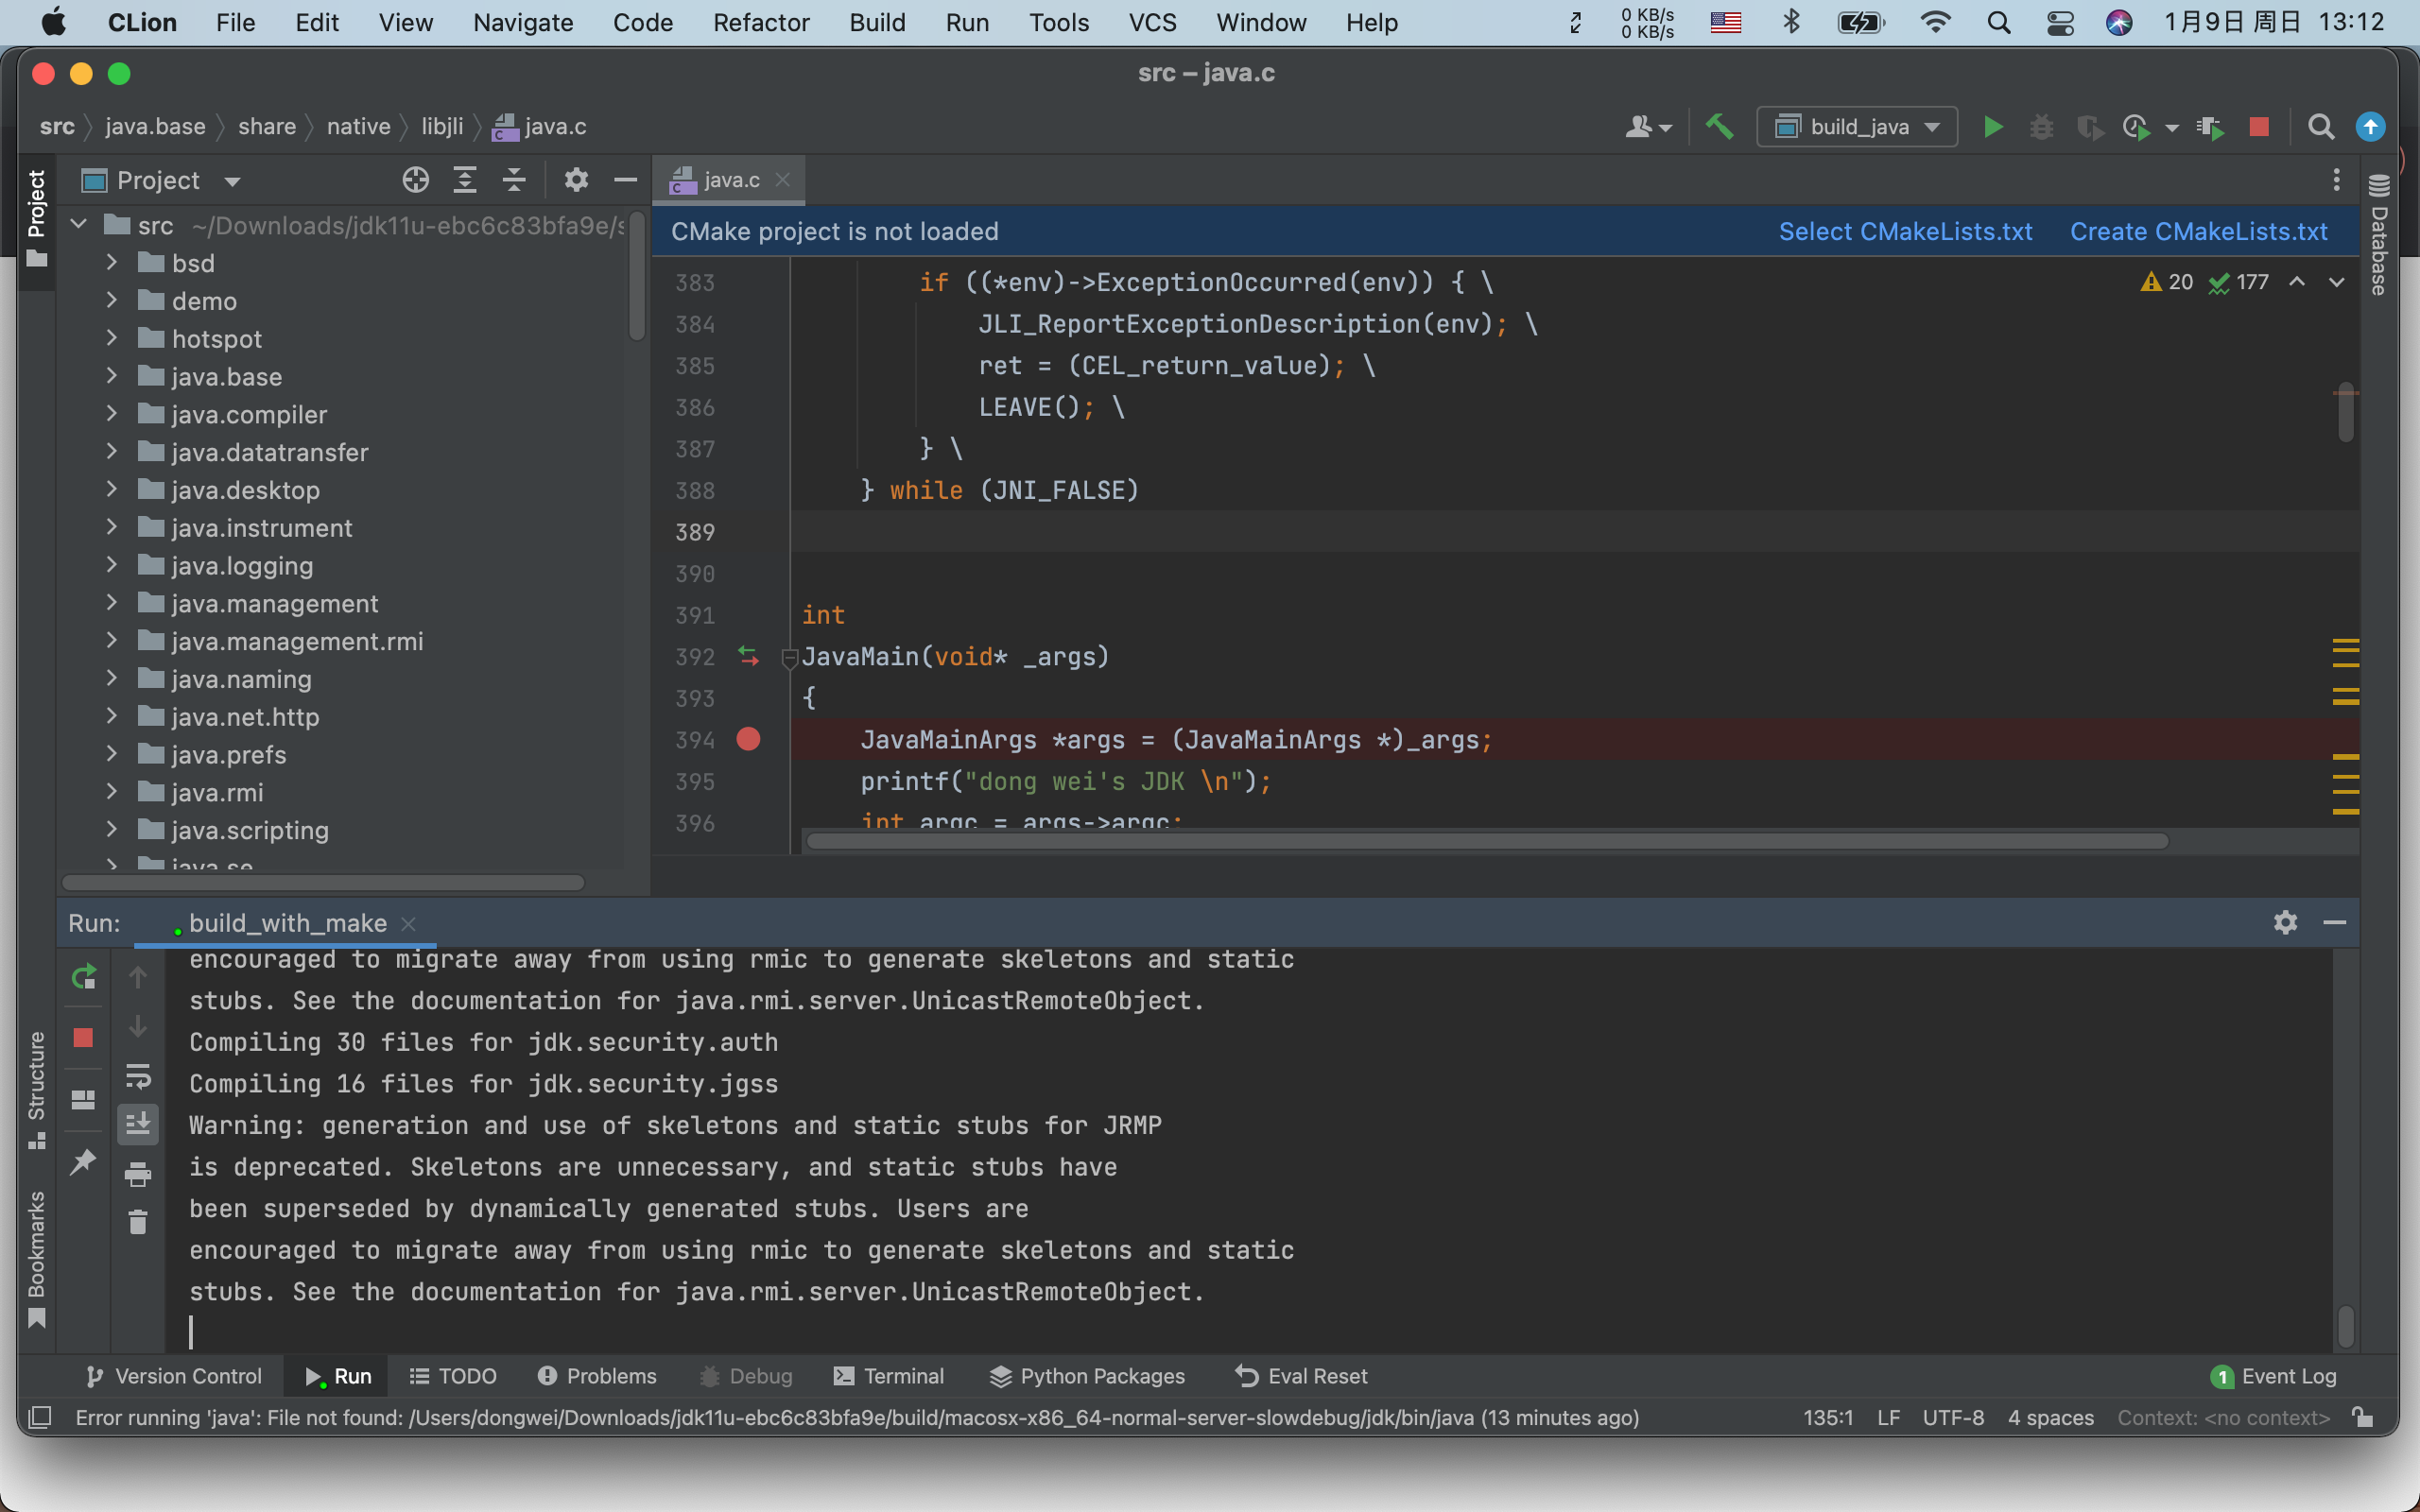 CLion File Edit View Navigate Code Refactor Build Run Tools VCS Window Help 0 KB/s 0 KB/s 1月9日 周日 13:12
src – java.c
src java.base share native libjli java.c build_java
Project
Project
java.c
src ~/Downloads/jdk11u-ebc6c83bfa9e/s
bsd
demo
hotspot
java.base
java.compiler
java.datatransfer
java.desktop
java.instrument
java.logging
java.management
java.management.rmi
java.naming
java.net.http
java.prefs
java.rmi
java.scripting
java.se
CMake project is not loaded Select CMakeLists.txt Create CMakeLists.txt
20 177
Database
383 if ((*env)->ExceptionOccurred(env)) { \
384 JLI_ReportExceptionDescription(env); \
385 ret = (CEL_return_value); \
386 LEAVE(); \
387 } \
388 } while (JNI_FALSE)
389
390
391 int
392 JavaMain(void* _args)
393 {
394 JavaMainArgs *args = (JavaMainArgs *)_args;
395 printf("dong wei's JDK \n");
396 int argc = args->argc;
Run: build_with_make
encouraged to migrate away from using rmic to generate skeletons and static
stubs. See the documentation for java.rmi.server.UnicastRemoteObject.
Compiling 30 files for jdk.security.auth
Compiling 16 files for jdk.security.jgss
Warning: generation and use of skeletons and static stubs for JRMP
is deprecated. Skeletons are unnecessary, and static stubs have
been superseded by dynamically generated stubs. Users are
encouraged to migrate away from using rmic to generate skeletons and static
stubs. See the documentation for java.rmi.server.UnicastRemoteObject.
Structure
Bookmarks
Version Control Run TODO Problems Debug Terminal Python Packages Eval Reset 1 Event Log
Error running 'java': File not found: /Users/dongwei/Downloads/jdk11u-ebc6c83bfa9e/build/macosx-x86_64-normal-server-slowdebug/jdk/bin/java (13 minutes ago) 135:1 LF UTF-8 4 spaces Context: <no context>